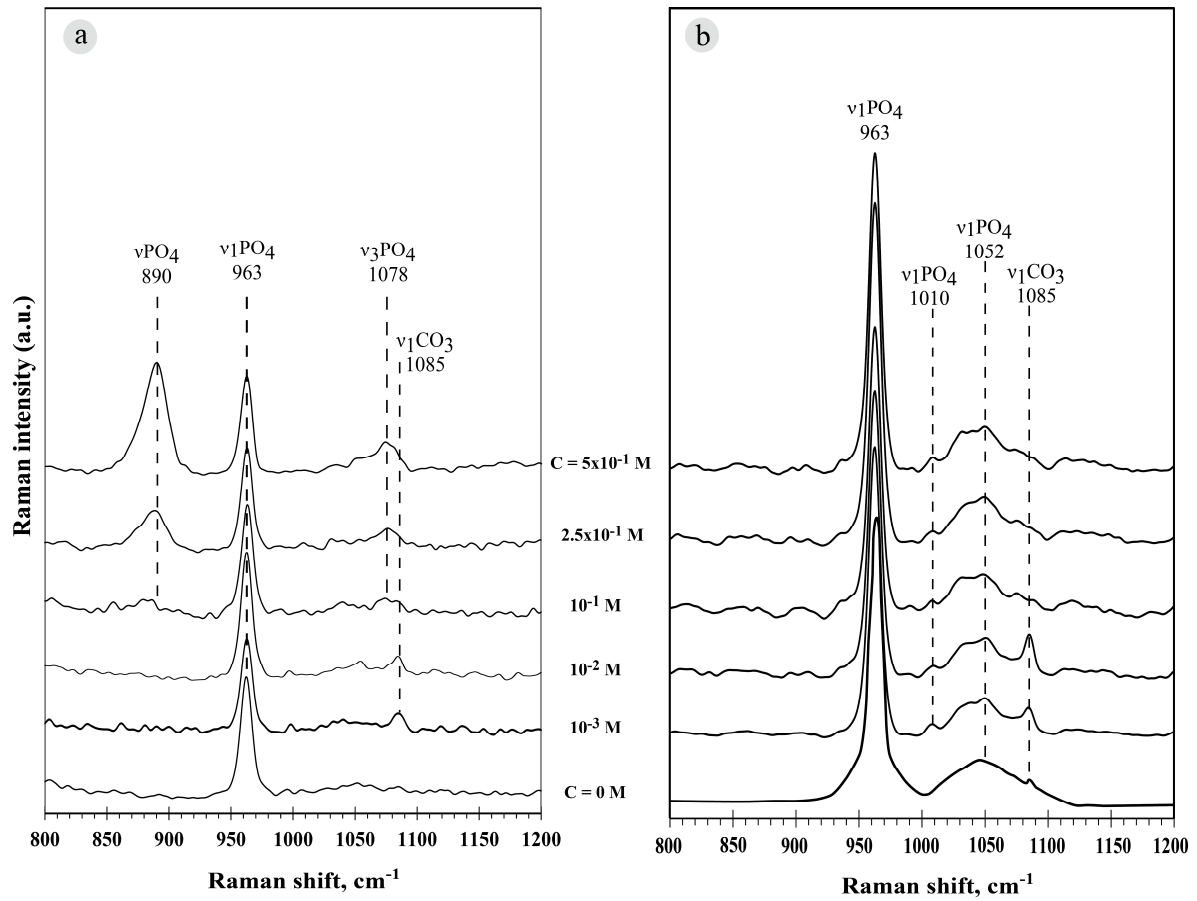 a
b
ν₁PO₄
963
νPO₄
890
ν₁PO₄
963
ν₃PO₄
1078
ν₁CO₃
1085
ν₁PO₄
1010
ν₁PO₄
1052
ν₁CO₃
1085
Raman intensity (a.u.)
C = 5x10⁻¹ M
2.5x10⁻¹ M
10⁻¹ M
10⁻² M
10⁻³ M
C = 0 M
800 850 900 950 1000 1050 1100 1150 1200
Raman shift, cm⁻¹
800 850 900 950 1000 1050 1100 1150 1200
Raman shift, cm⁻¹